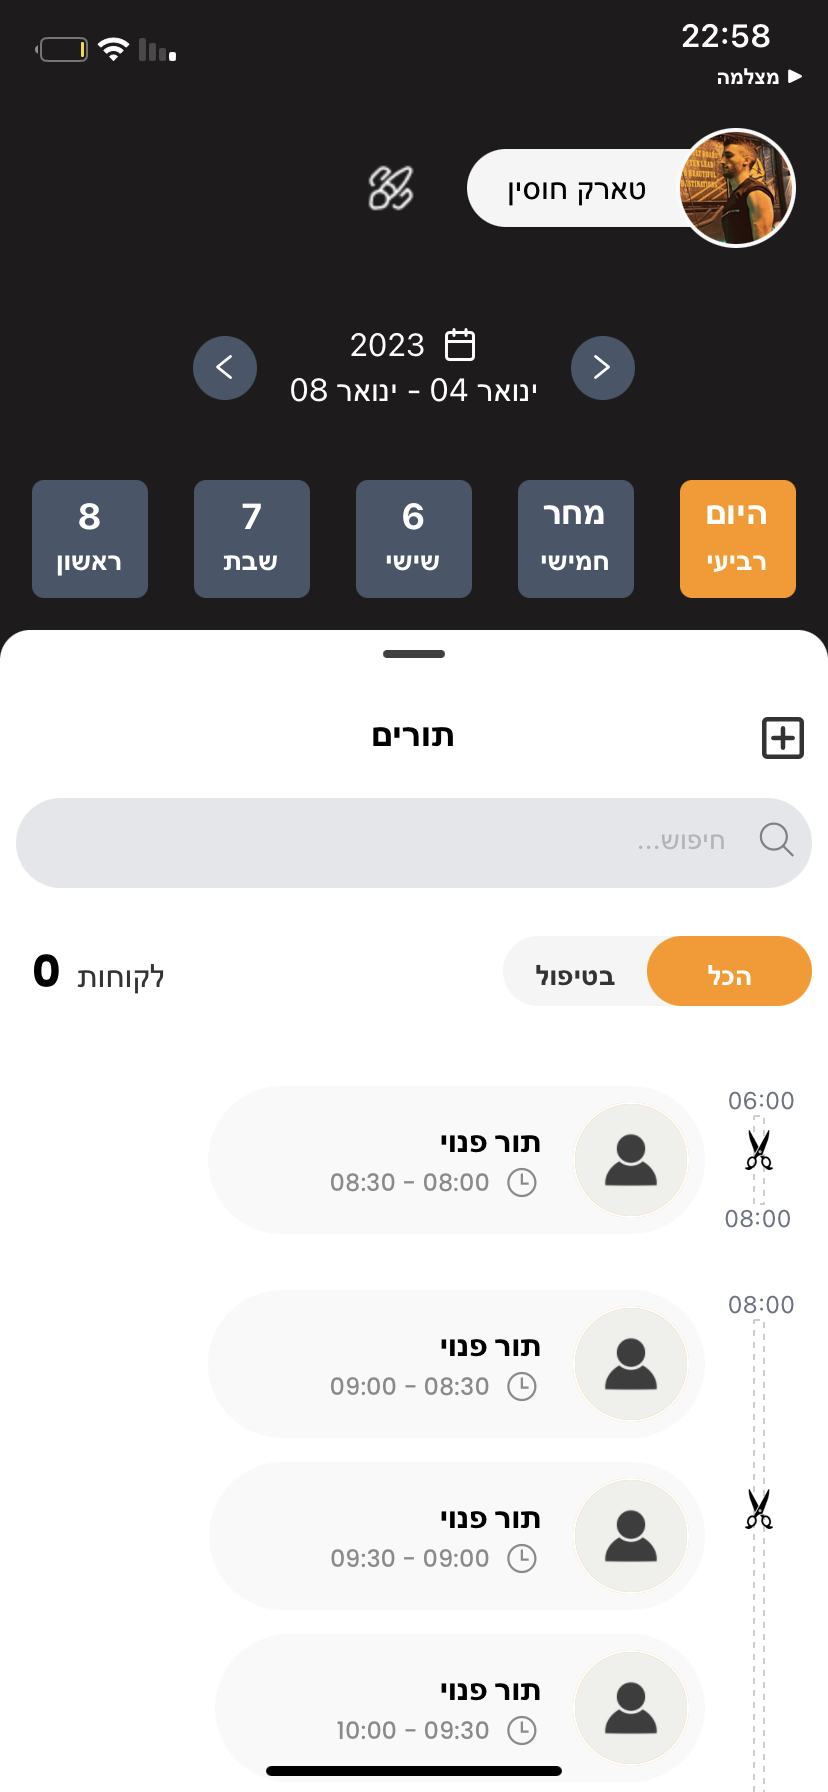 22:58
מצלמה
טארק חוסין
2023
ינואר 04 - ינואר 08
היום
רביעי
מחר
חמישי
6
שישי
7
שבת
8
ראשון
תורים
חיפוש...
הכל
בטיפול
לקוחות 0
06:00
תור פנוי
08:00 - 08:30
08:00
08:00
תור פנוי
08:30 - 09:00
תור פנוי
09:00 - 09:30
תור פנוי
09:30 - 10:00